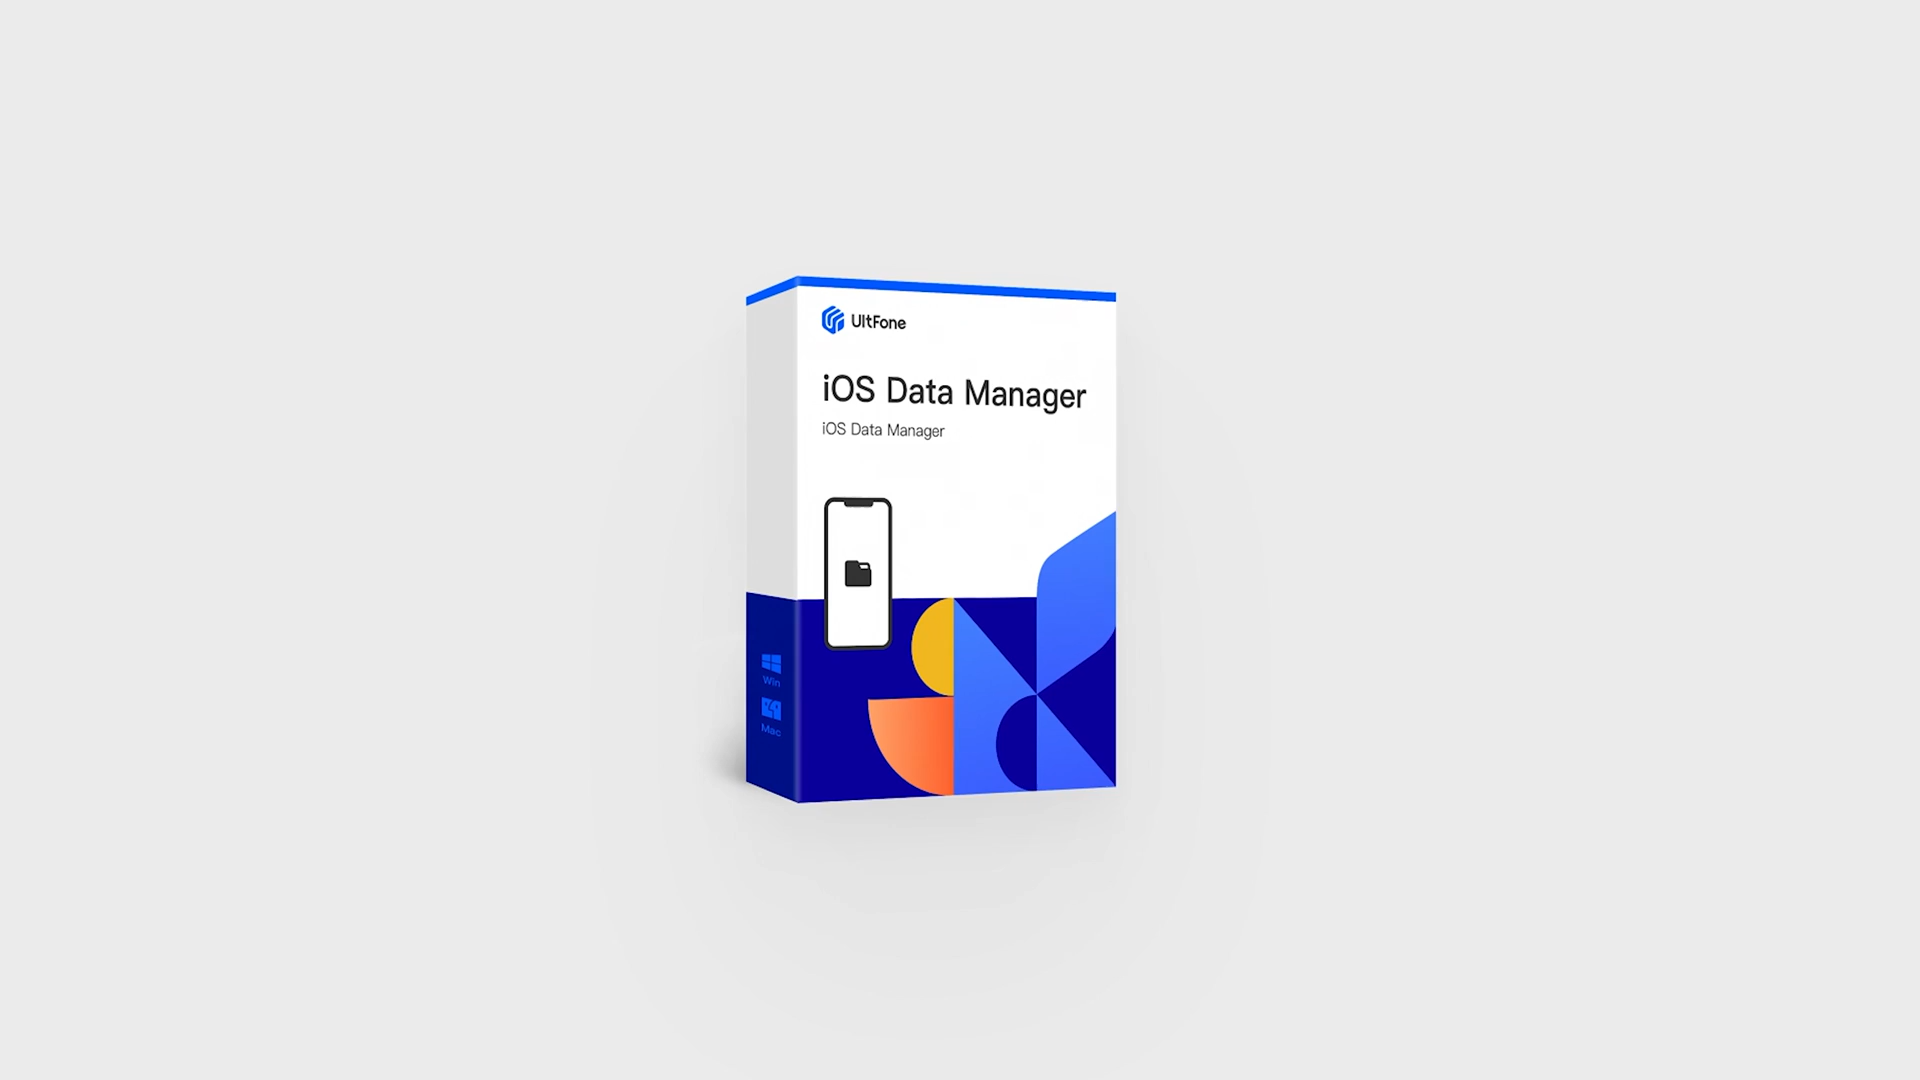 UltFone
iOS Data Manager
iOS Data Manager
Win
Mac